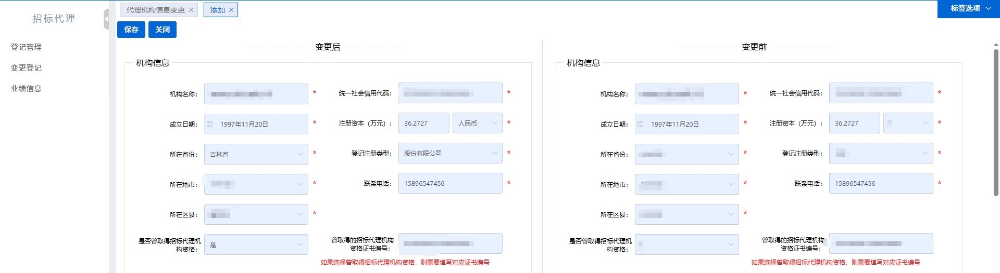 招标代理
登记管理
变更登记
业绩信息
代理机构信息变更 ×
添加 ×
标签选项
保存
关闭
变更后
机构信息
机构名称： *
统一社会信用代码： *
成立日期： 1997年11月20日 *
注册资本（万元）： 36.2727 人民币 *
所在省份： 吉林省 *
登记注册类型： 股份有限公司 *
所在地市： *
联系电话： 15896547456 *
所在区县： *
是否曾取得招标代理机
构资格： 是
曾取得的招标代理机构
资格证书编号：
如果选择曾取得招标代理机构资格，则需要填写对应证书编号
变更前
机构信息
机构名称： *
统一社会信用代码： *
成立日期： 1997年11月20日 *
注册资本（万元）： 36.2727 *
所在省份： *
登记注册类型： *
所在地市： *
联系电话： 15896547456 *
所在区县： *
是否曾取得招标代理机
构资格：
曾取得的招标代理机构
资格证书编号：
如果选择曾取得招标代理机构资格，则需要填写对应证书编号